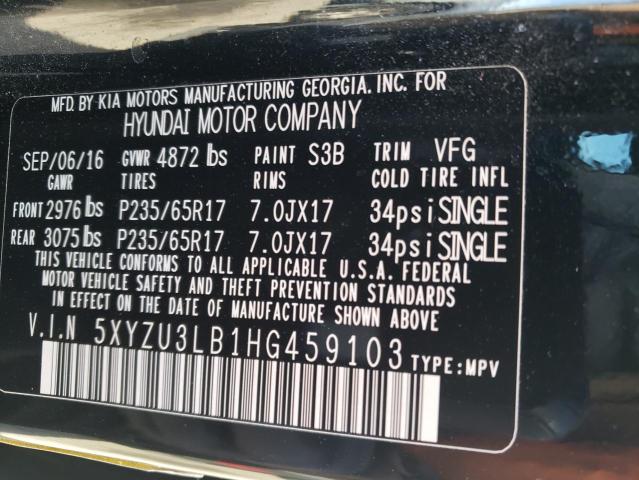 MFD. BY KIA MOTORS MANUFACTURING GEORGIA. INC. FOR
HYUNDAI MOTOR COMPANY
SEP/06/16 GVWR 4872 lbs PAINT S3B TRIM VFG
GAWR TIRES RIMS COLD TIRE INFL
FRONT 2976 lbs P235/65R17 7.0JX17 34psi SINGLE
REAR 3075 lbs P235/65R17 7.0JX17 34psi SINGLE
THIS VEHICLE CONFORMS TO ALL APPLICABLE U.S.A. FEDERAL
MOTOR VEHICLE SAFETY AND THEFT PREVENTION STANDARDS
IN EFFECT ON THE DATE OF MANUFACTURE SHOWN ABOVE.
V.I.N 5XYZU3LB1HG459103 TYPE:MPV